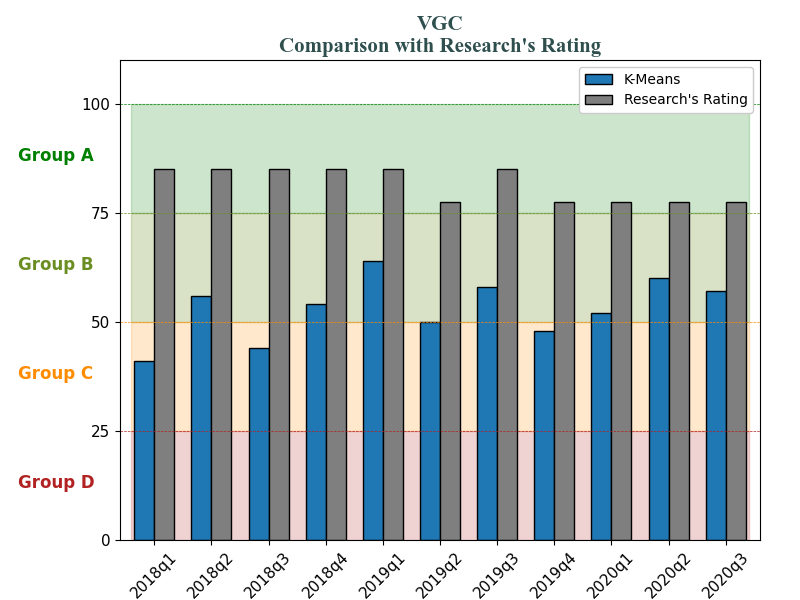 VGC
Comparison with Research's Rating
K-Means
Research's Rating
100
Group A
75
Group B
50
Group C
25
Group D
0
2018q1
2018q2
2018q3
2018q4
2019q1
2019q2
2019q3
2019q4
2020q1
2020q2
2020q3